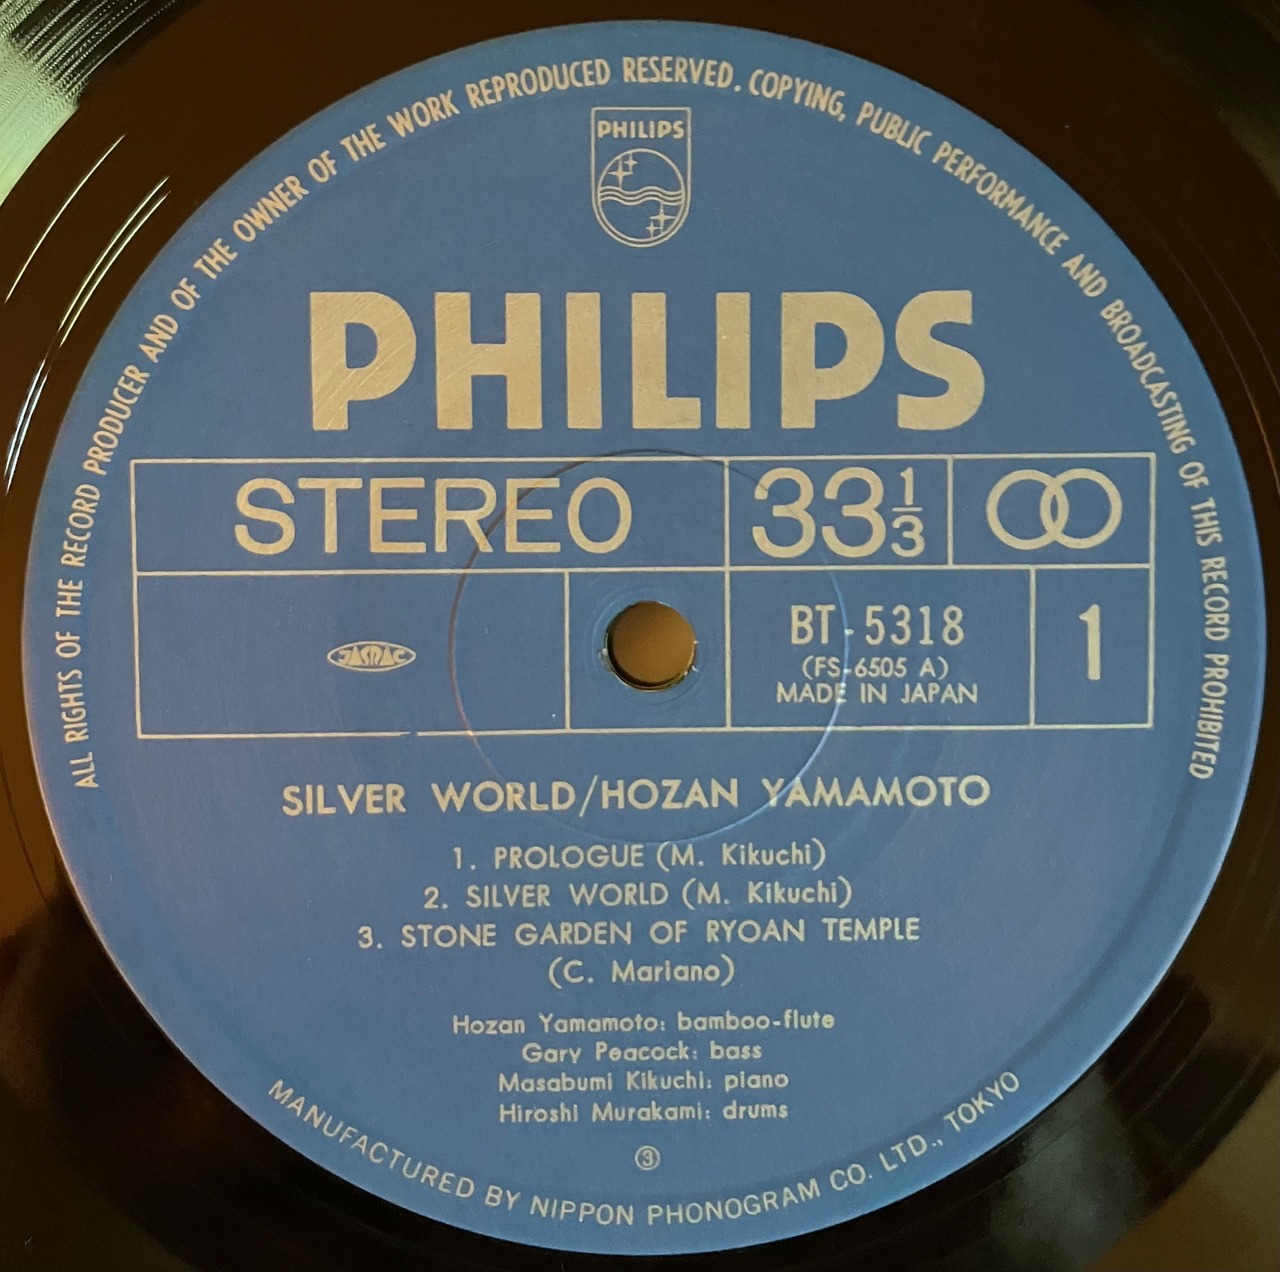 ALL RIGHTS OF THE RECORD PRODUCER AND OF THE OWNER OF THE WORK REPRODUCED RESERVED. COPYING, PUBLIC PERFORMANCE AND BROADCASTING OF THIS RECORD PROHIBITED
PHILIPS
PHILIPS
STEREO
33 1/3
JASRAC
BT-5318
(FS-6505 A)
MADE IN JAPAN
1
SILVER WORLD/HOZAN YAMAMOTO
1. PROLOGUE (M. Kikuchi)
2. SILVER WORLD (M. Kikuchi)
3. STONE GARDEN OF RYOAN TEMPLE
(C. Mariano)
Hozan Yamamoto: bamboo-flute
Gary Peacock: bass
Masabumi Kikuchi: piano
Hiroshi Murakami: drums
③
MANUFACTURED BY NIPPON PHONOGRAM CO. LTD., TOKYO